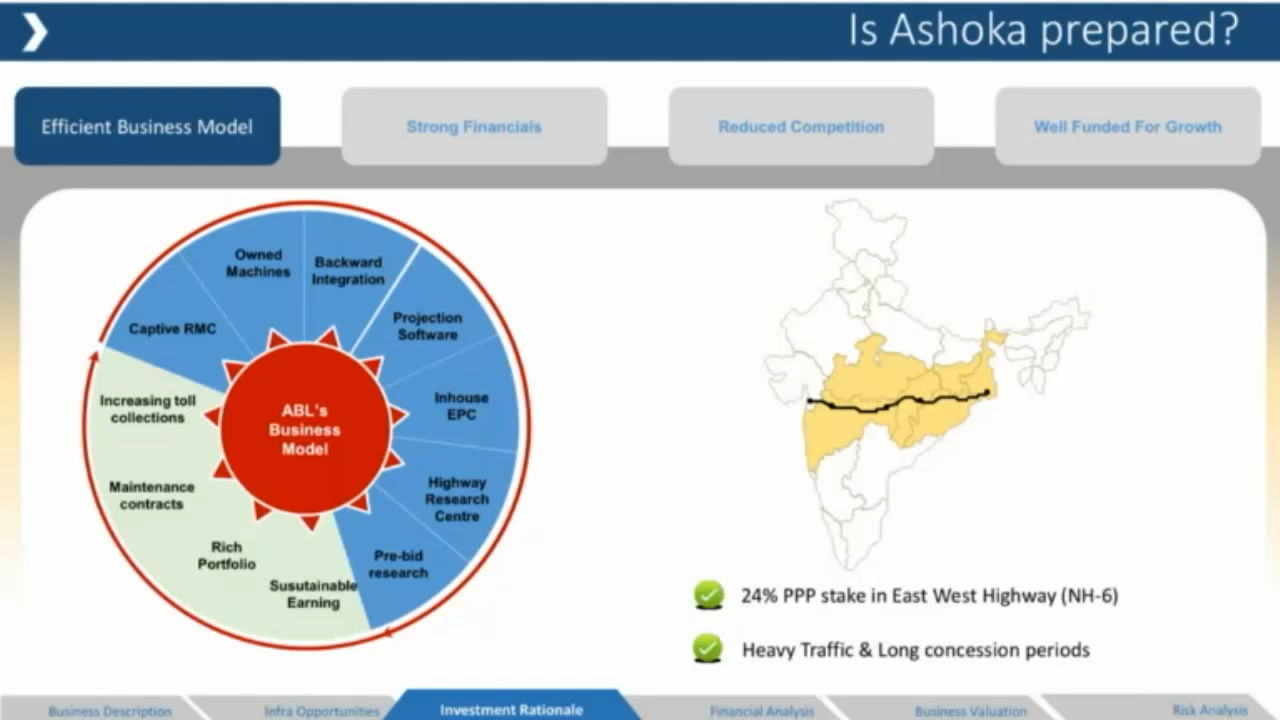 Is Ashoka prepared?
Efficient Business Model
Strong Financials
Reduced Competition
Well Funded For Growth
Owned
Machines
Backward
Integration
Projection
Software
Captive RMC
Inhouse
EPC
Increasing toll
collections
ABL's
Business
Model
Highway
Research
Centre
Maintenance
contracts
Pre-bid
research
Rich
Portfolio
Susutainable
Earning
24% PPP stake in East West Highway (NH-6)
Heavy Traffic & Long concession periods
Business Description
Infra Opportunities
Investment Rationale
Financial Analysis
Business Valuation
Risk Analysis